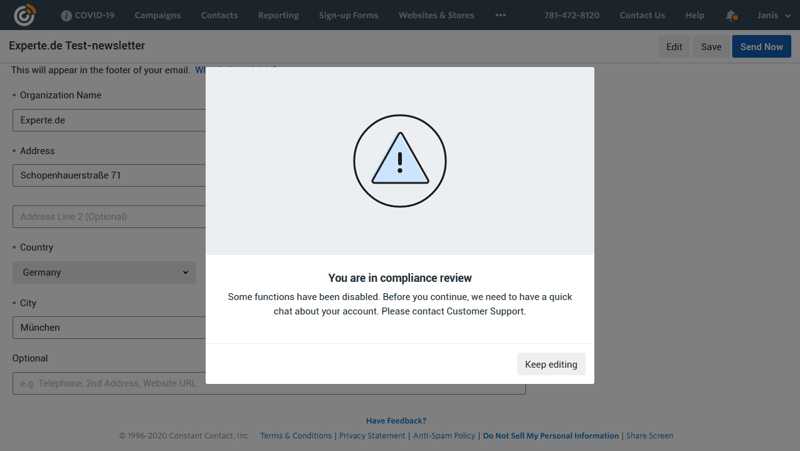 COVID-19 Campaigns Contacts Reporting Sign-up Forms Websites & Stores ••• 781-472-8120 Contact Us Help Janis
Experte.de Test-newsletter Edit Save Send Now
This will appear in the footer of your email.
* Organization Name
Experte.de
* Address
Schopenhauerstraße 71
Address Line 2 (Optional)
* Country
Germany
* City
München
Optional
e.g. Telephone, 2nd Address, Website URL
You are in compliance review
Some functions have been disabled. Before you continue, we need to have a quick
chat about your account. Please contact Customer Support.
Keep editing
Have Feedback?
© 1996-2020 Constant Contact, Inc. Terms & Conditions | Privacy Statement | Anti-Spam Policy | Do Not Sell My Personal Information | Share Screen